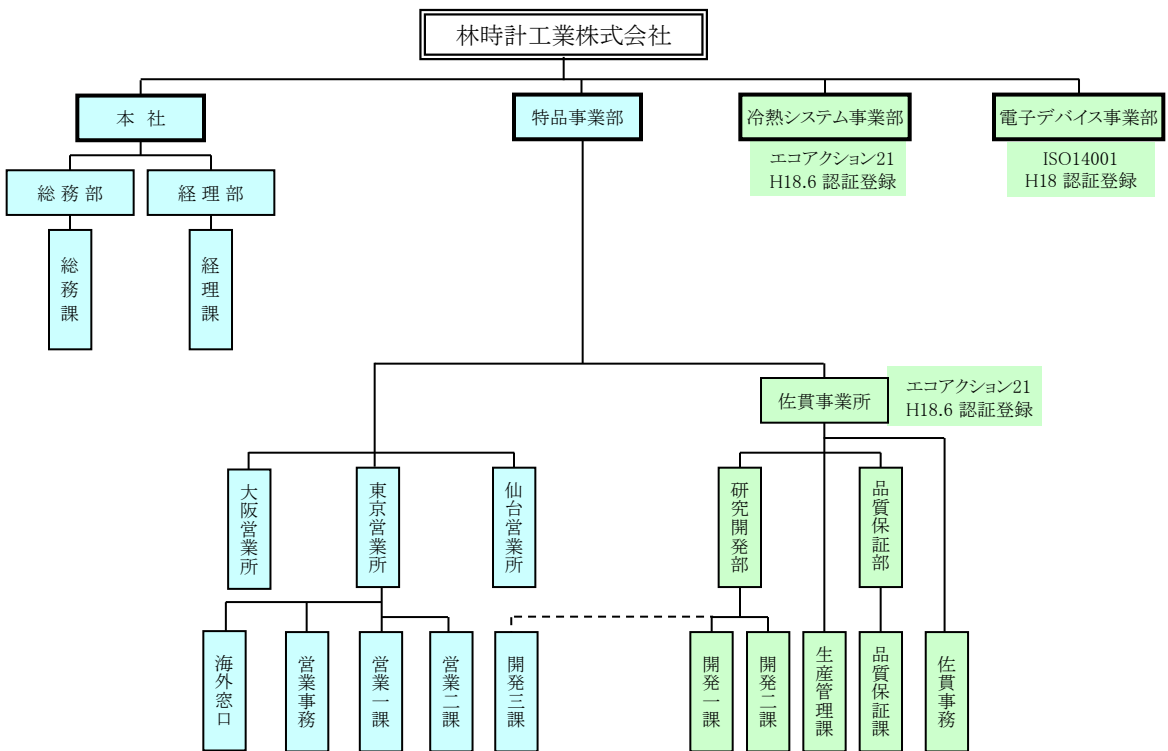 林時計工業株式会社
本 社
特品事業部
冷熱システム事業部
電子デバイス事業部
エコアクション21
H18.6 認証登録
ISO14001
H18 認証登録
総 務 部
経 理 部
総務課
経理課
佐貫事業所
エコアクション21
H18.6 認証登録
大阪営業所
東京営業所
仙台営業所
研究開発部
品質保証部
海外窓口
営業事務
営業一課
営業二課
開発三課
開発一課
開発二課
生産管理課
品質保証課
佐貫事務